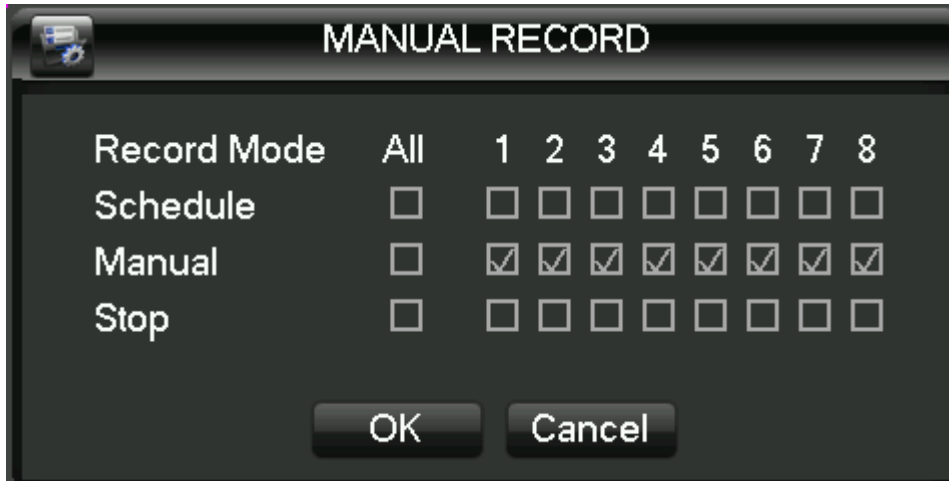 MANUAL RECORD
Record Mode All 1 2 3 4 5 6 7 8
Schedule
Manual
Stop
OK Cancel